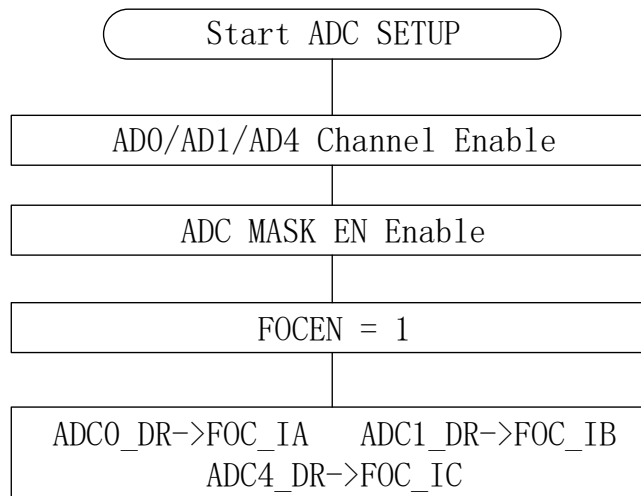 Start ADC SETUP
AD0/AD1/AD4 Channel Enable
ADC MASK EN Enable
FOCEN = 1
ADC0_DR->FOC_IA ADC1_DR->FOC_IB
ADC4_DR->FOC_IC